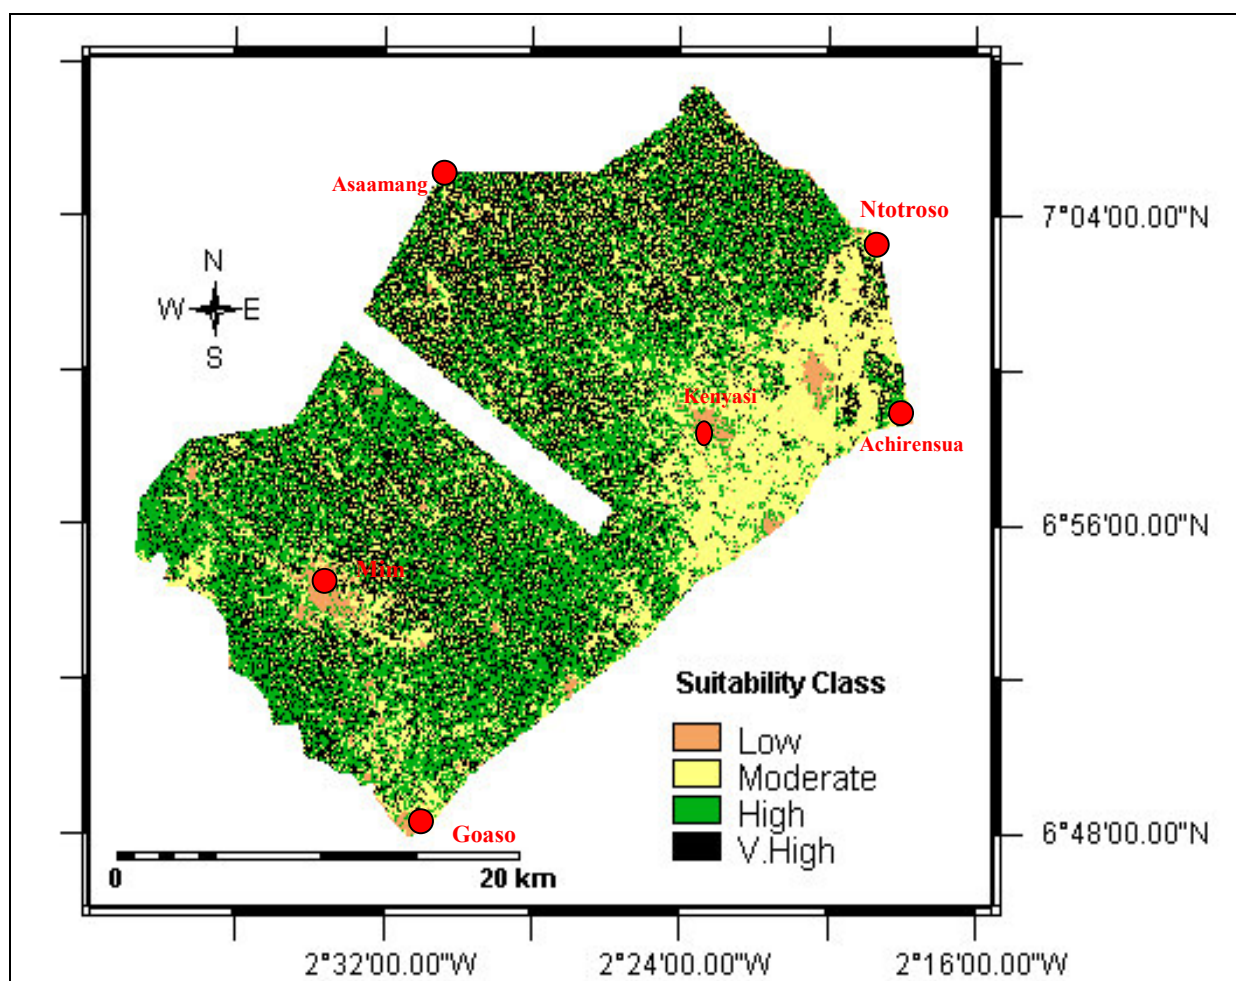 Asaamang
Ntotroso
7°04'00.00"N
N
W
E
S
Kenyasi
Achirensua
6°56'00.00"N
Mim
Suitability Class
Low
Moderate
High
V.High
Goaso
6°48'00.00"N
0
20 km
2°32'00.00"W
2°24'00.00"W
2°16'00.00"W